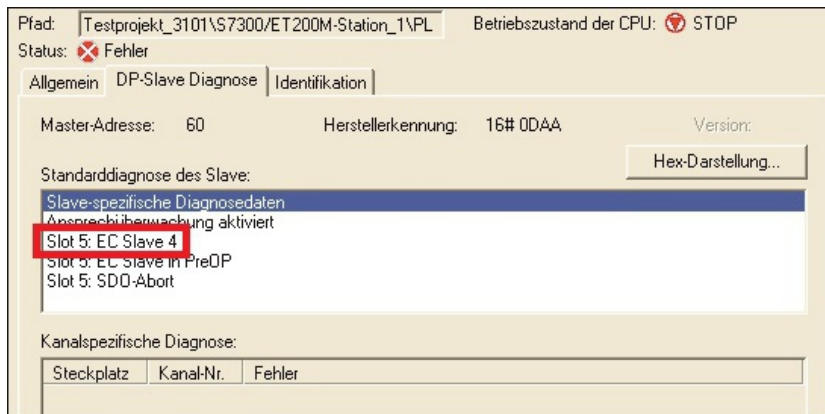 Pfad: Testprojekt_3101\S7300/ET200M-Station_1\PL Betriebszustand der CPU: STOP
Status: Fehler
Allgemein DP-Slave Diagnose Identifikation
Master-Adresse: 60 Herstellerkennung: 16# 0DAA Version:
Hex-Darstellung...
Standarddiagnose des Slave:
Slave-spezifische Diagnosedaten
Ansprechüberwachung aktiviert
Slot 5: EC Slave 4
Slot 5: EC Slave in PreOP
Slot 5: SDO-Abort
Kanalspezifische Diagnose:
Steckplatz Kanal-Nr. Fehler